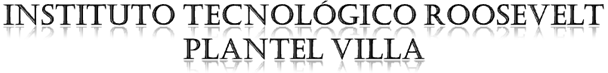 INSTITUTO TECNOLÓGICO ROOSEVELT
PLANTEL VILLA